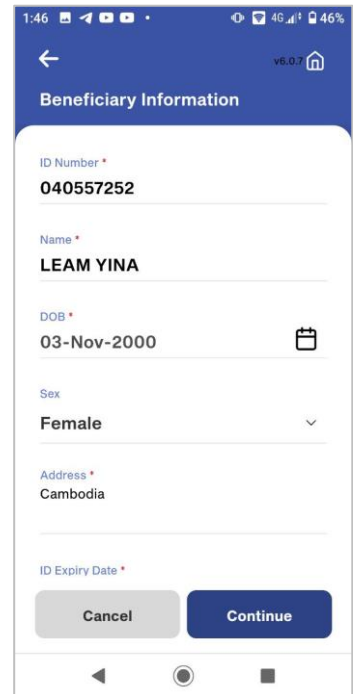 1:46 4G 46%
v6.0.7
Beneficiary Information
ID Number *
040557252
Name *
LEAM YINA
DOB *
03-Nov-2000
Sex
Female
Address *
Cambodia
ID Expiry Date *
Cancel Continue